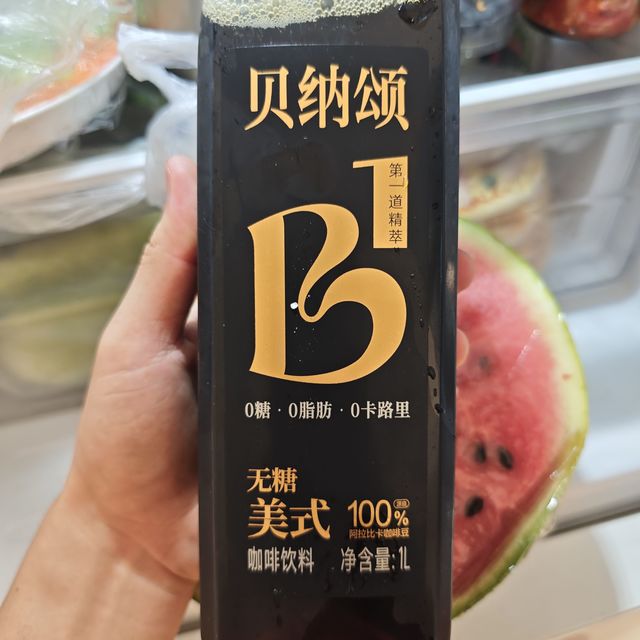 贝纳颂
1
第一道精萃
B
0糖·0脂肪·0卡路里
无糖
美式
100%
阿拉比卡咖啡豆
咖啡饮料 净含量:1L